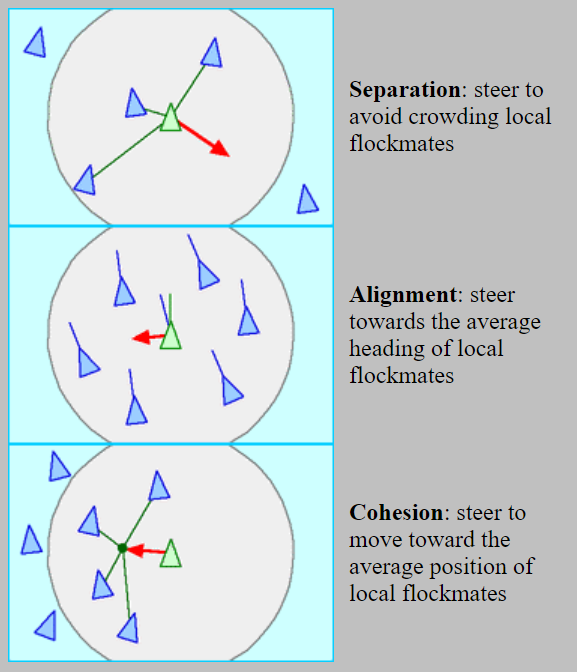 Separation: steer to
avoid crowding local
flockmates
Alignment: steer
towards the average
heading of local
flockmates
Cohesion: steer to
move toward the
average position of
local flockmates